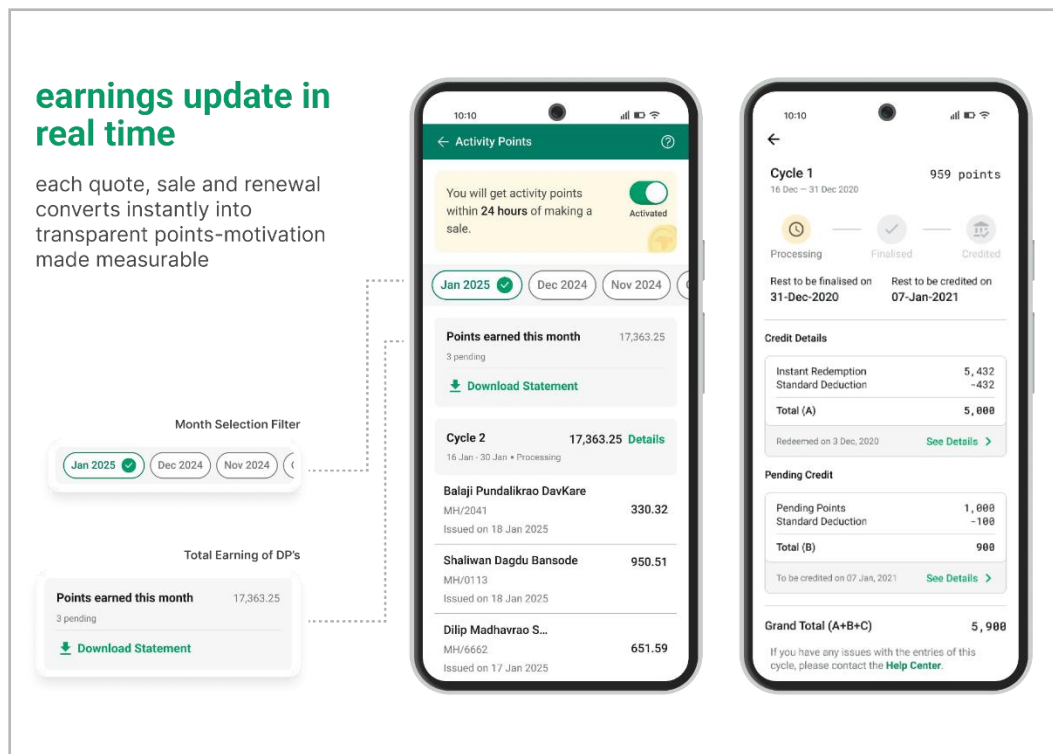 earnings update in
real time
each quote, sale and renewal
converts instantly into
transparent points-motivation
made measurable
Month Selection Filter
Jan 2025
Dec 2024
Nov 2024
Total Earning of DP's
Points earned this month 17,363.25
3 pending
Download Statement
10:10
Activity Points
You will get activity points
within 24 hours of making a
sale.
Activated
Jan 2025
Dec 2024
Nov 2024
Points earned this month 17,363.25
3 pending
Download Statement
Cycle 2 17,363.25 Details
16 Jan - 30 Jan • Processing
Balaji Pundalikrao DavKare
MH/2041 330.32
Issued on 18 Jan 2025
Shaliwan Dagdu Bansode 950.51
MH/0113
Issued on 18 Jan 2025
Dilip Madhavrao S...
MH/6662 651.59
Issued on 17 Jan 2025
10:10
Cycle 1 959 points
16 Dec — 31 Dec 2020
Processing Finalised Credited
Rest to be finalised on Rest to be credited on
31-Dec-2020 07-Jan-2021
Credit Details
Instant Redemption 5,432
Standard Deduction -432
Total (A) 5,000
Redeemed on 3 Dec, 2020 See Details
Pending Credit
Pending Points 1,000
Standard Deduction -100
Total (B) 900
To be credited on 07 Jan, 2021 See Details
Grand Total (A+B+C) 5,900
If you have any issues with the entries of this
cycle, please contact the Help Center.